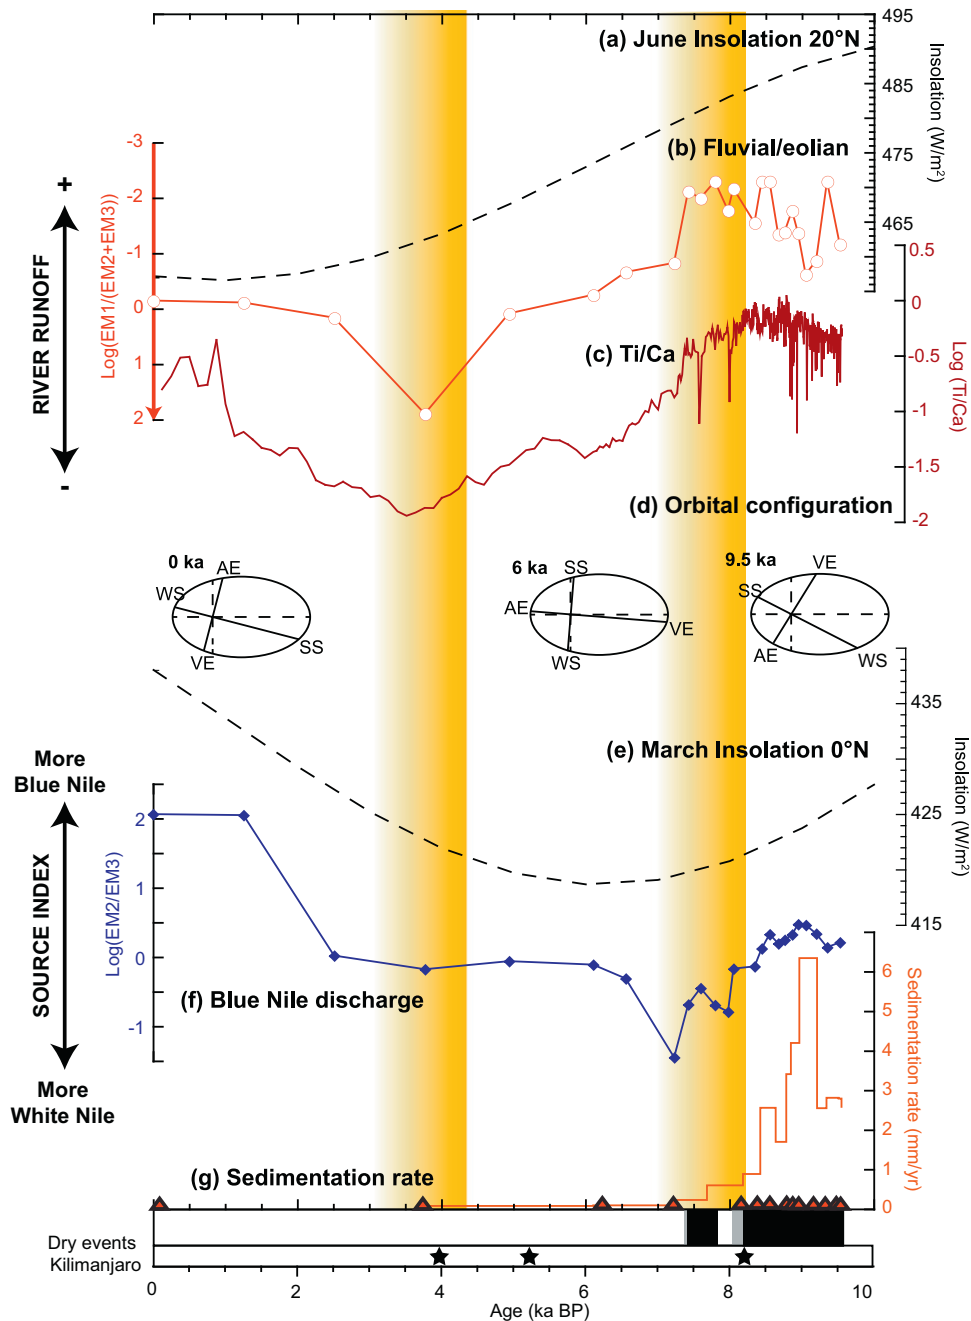 495
(a) June Insolation 20°N
485
475
465
Insolation (W/m²)
(b) Fluvial/eolian
-3
-2
-1
0
1
2
Log(EM1/(EM2+EM3))
+
RIVER RUNOFF
-
0.5
0
-0.5
-1
-1.5
-2
Log (Ti/Ca)
(c) Ti/Ca
(d) Orbital configuration
0 ka
AE
WS
VE
SS
6 ka
SS
AE
VE
WS
9.5 ka
VE
SS
AE
WS
435
425
415
Insolation (W/m²)
(e) March Insolation 0°N
More
Blue Nile
SOURCE INDEX
More
White Nile
2
1
0
-1
Log(EM2/EM3)
(f) Blue Nile discharge
6
5
4
3
2
1
0
Sedimentation rate (mm/yr)
(g) Sedimentation rate
Dry events
Kilimanjaro
0
2
4
6
8
10
Age (ka BP)